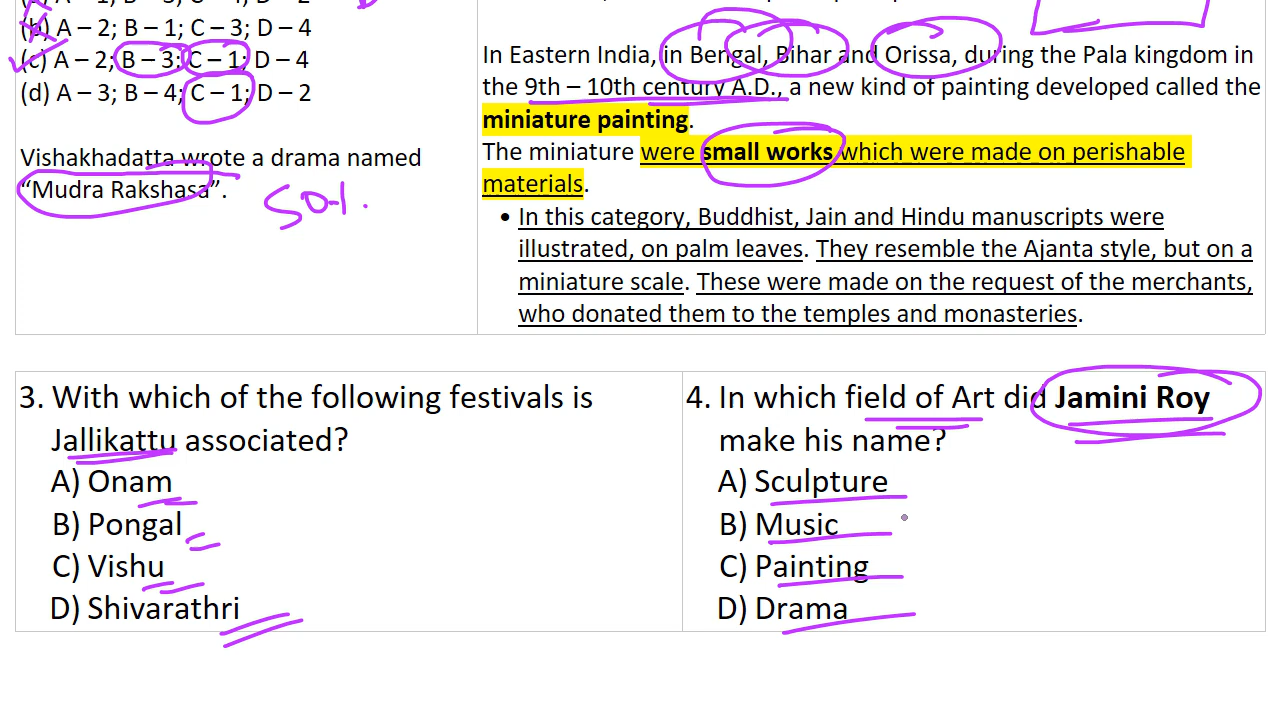 (b) A – 2; B – 1; C – 3; D – 4
(c) A – 2; B – 3; C – 1; D – 4
(d) A – 3; B – 4; C – 1; D – 2
Vishakhadatta wrote a drama named
“Mudra Rakshasa”.
Sol.
In Eastern India, in Bengal, Bihar and Orissa, during the Pala kingdom in
the 9th – 10th century A.D., a new kind of painting developed called the
miniature painting.
The miniature were small works which were made on perishable
materials.
• In this category, Buddhist, Jain and Hindu manuscripts were
illustrated, on palm leaves. They resemble the Ajanta style, but on a
miniature scale. These were made on the request of the merchants,
who donated them to the temples and monasteries.
3. With which of the following festivals is
Jallikattu associated?
A) Onam
B) Pongal
C) Vishu
D) Shivarathri
4. In which field of Art did Jamini Roy
make his name?
A) Sculpture
B) Music
C) Painting
D) Drama